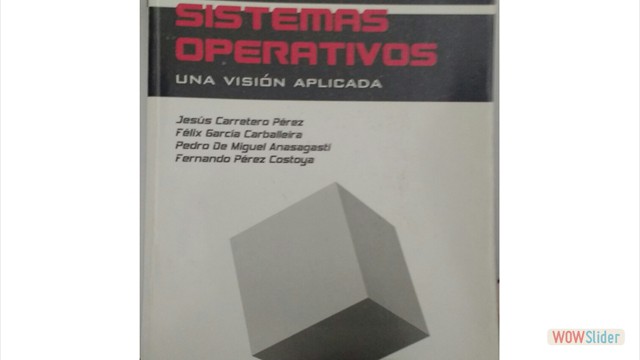 SISTEMAS
OPERATIVOS
UNA VISIÓN APLICADA
Jesús Carretero Pérez
Félix García Carballeira
Pedro De Miguel Anasagasti
Fernando Pérez Costoya
WOWSlider